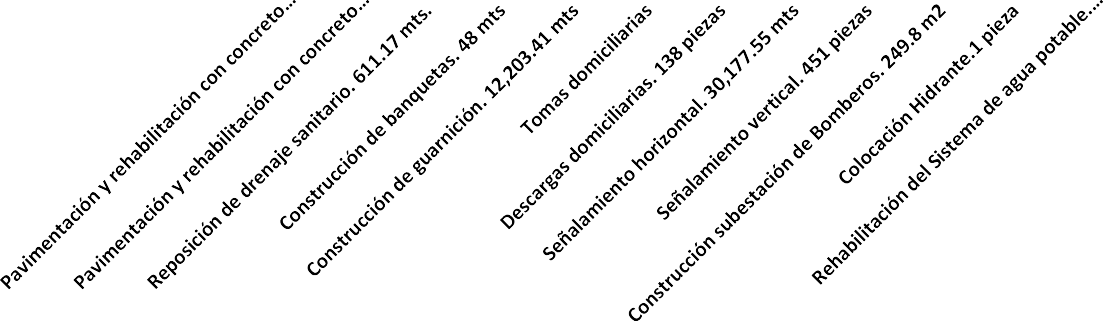 Pavimentación y rehabilitación con concreto...
Pavimentación y rehabilitación con concreto...
Reposición de drenaje sanitario. 611.17 mts.
Construcción de banquetas. 48 mts
Construcción de guarnición. 12,203.41 mts
Tomas domiciliarias
Descargas domiciliarias. 138 piezas
Señalamiento horizontal. 30,177.55 mts
Señalamiento vertical. 451 piezas
Construcción subestación de Bomberos. 249.8 m2
Colocación Hidrante.1 pieza
Rehabilitación del Sistema de agua potable....